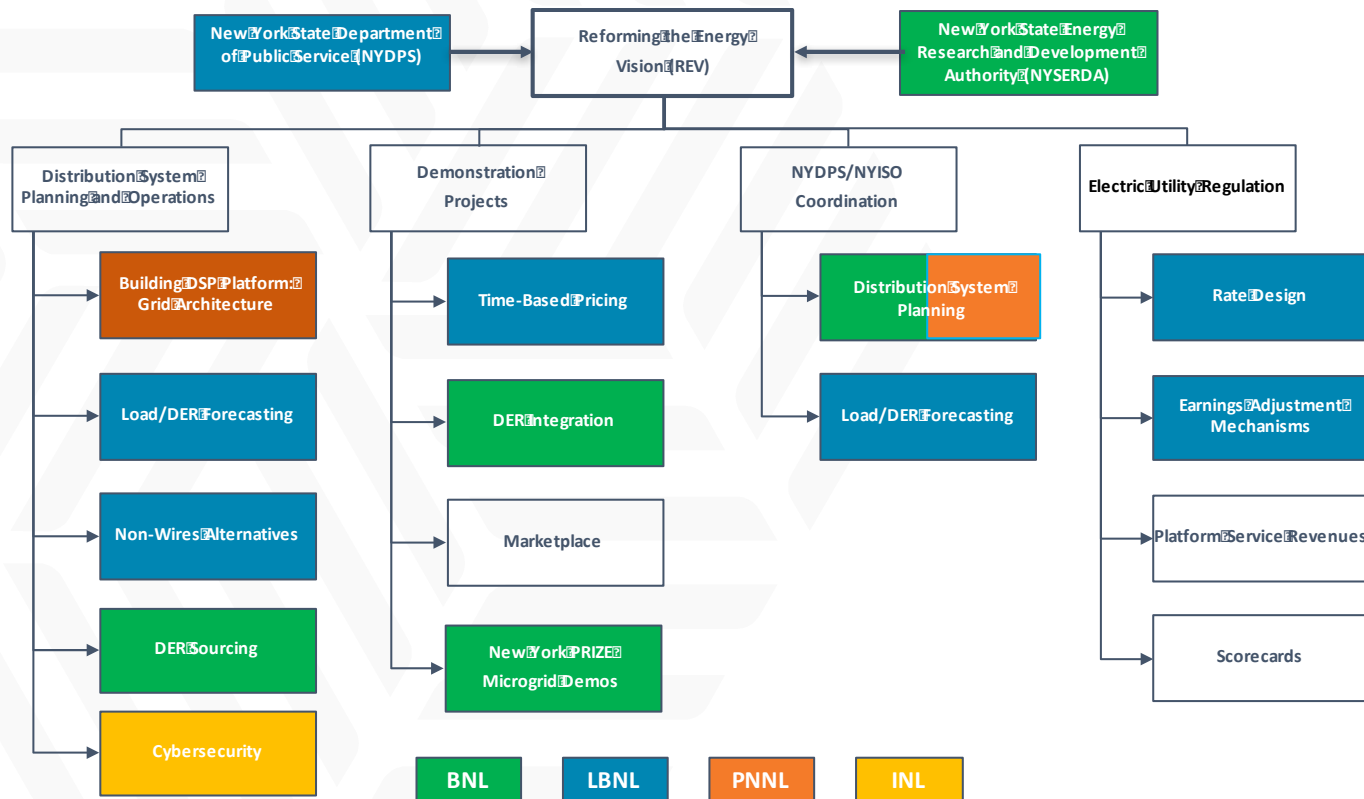 New York State Department
of Public Service (NYDPS)
Reforming the Energy
Vision (REV)
New York State Energy
Research and Development
Authority (NYSERDA)
Distribution System
Planning and Operations
Demonstration
Projects
NYDPS/NYISO
Coordination
Electric Utility Regulation
Building DSP Platform:
Grid Architecture
Load/DER Forecasting
Non-Wires Alternatives
DER Sourcing
Cybersecurity
Time-Based Pricing
DER Integration
Marketplace
New York PRIZE
Microgrid Demos
Distribution System
Planning
Load/DER Forecasting
Rate Design
Earnings Adjustment
Mechanisms
Platform Service Revenues
Scorecards
BNL
LBNL
PNNL
INL